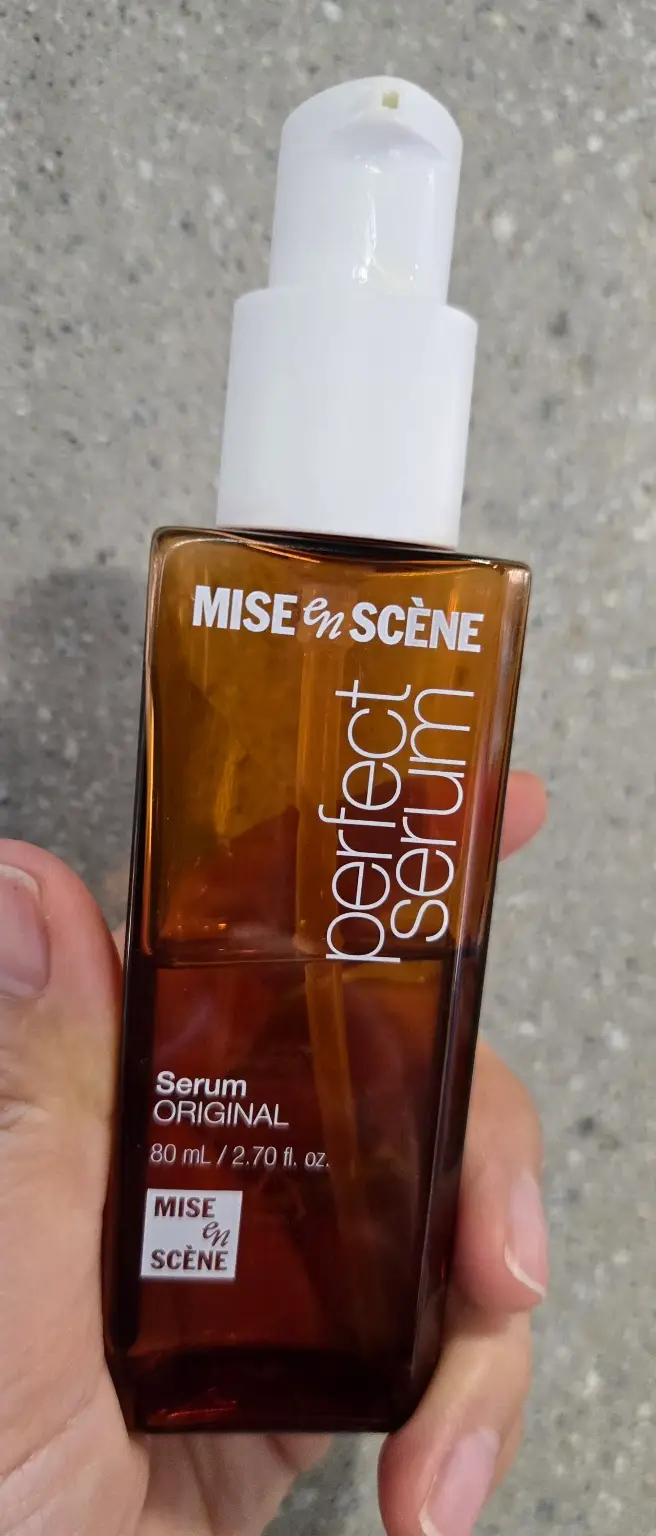 MISE en SCÈNE
perfect
serum
Serum
ORIGINAL
80 mL / 2.70 fl. oz.
MISE
en
SCÈNE